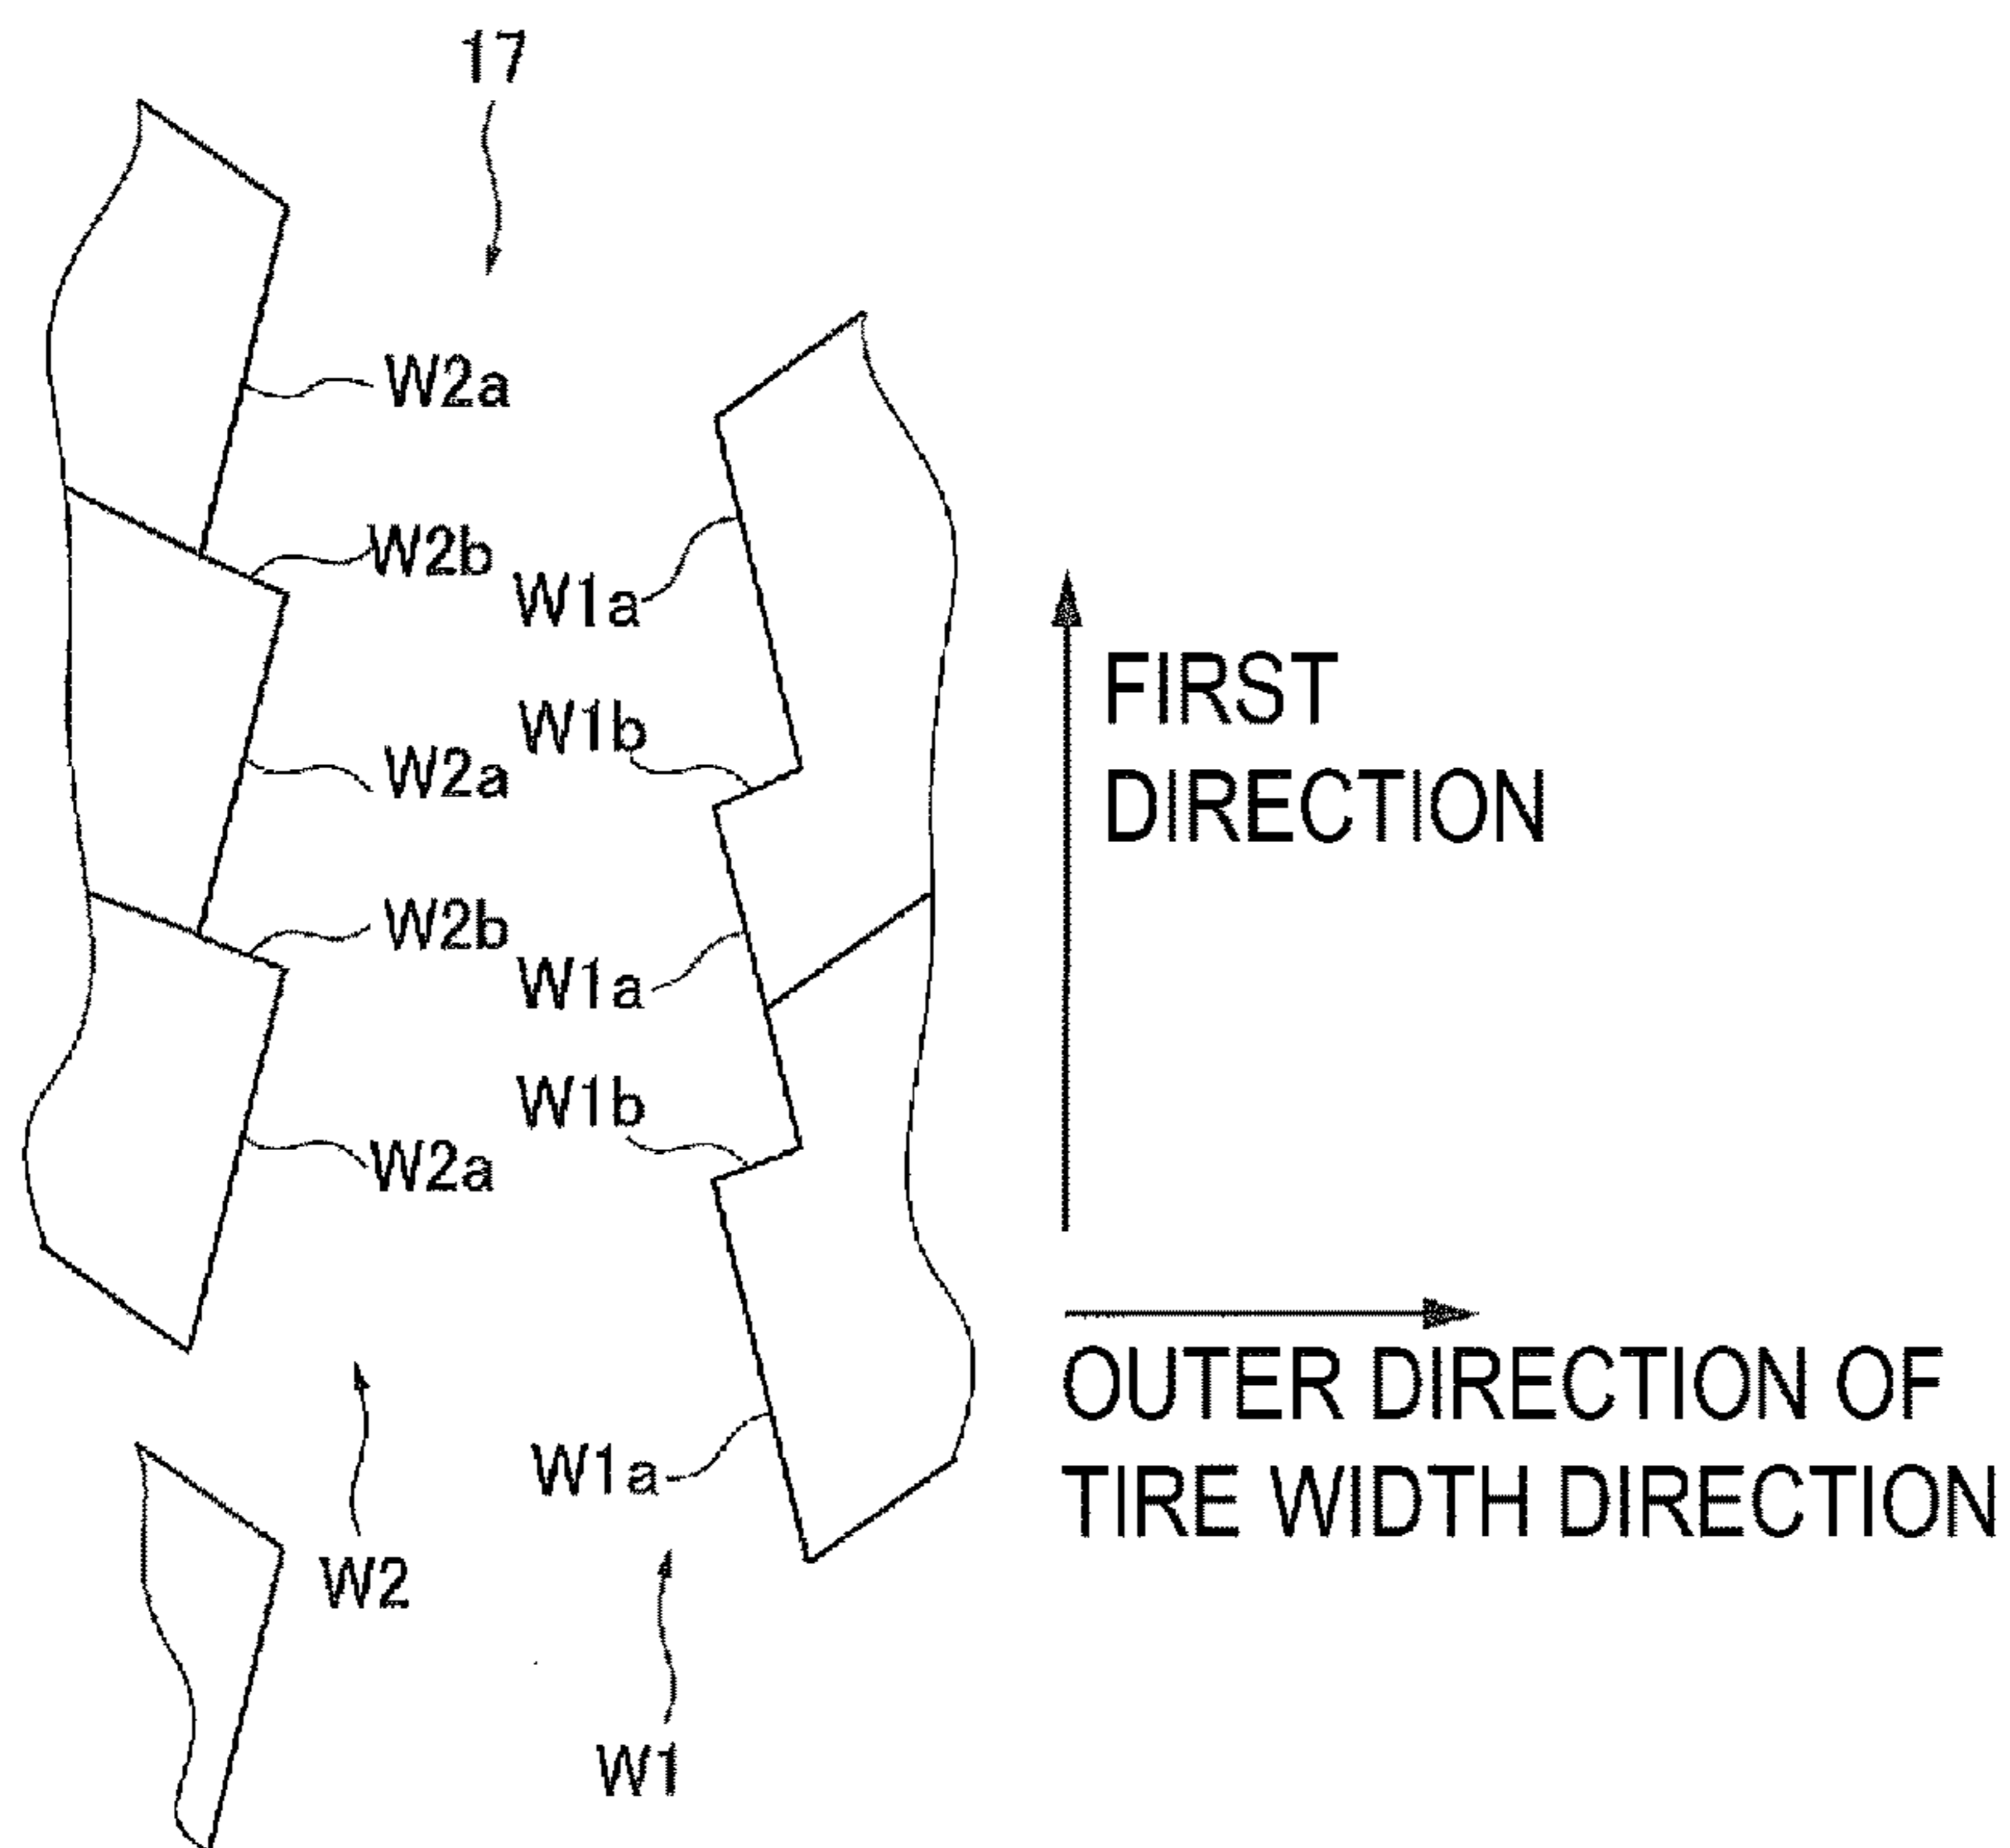 17
W2a
W2b
W1a
W1b
W2a
W2b
W1a
W1b
W2a
W1a
W2
W1
FIRST
DIRECTION
OUTER DIRECTION OF
TIRE WIDTH DIRECTION